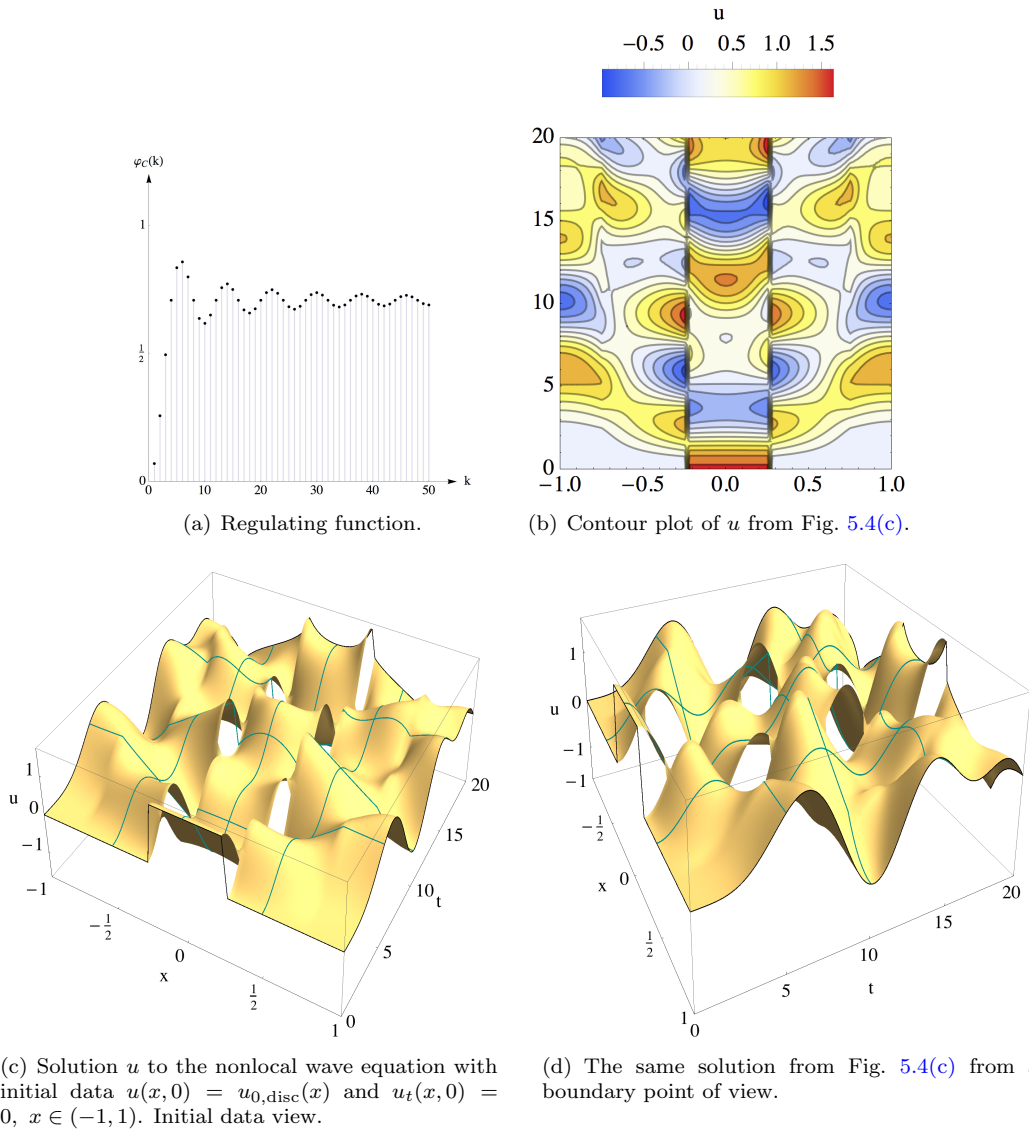 u
−0.5 0 0.5 1.0 1.5
φC(k)
1
1/2
0
0 10 20 30 40 50 k
20
15
10
5
0
−1.0 −0.5 0.0 0.5 1.0
(a) Regulating function.
(b) Contour plot of u from Fig. 5.4(c).
1
u 0
−1
−1
−1/2
0
x
1/2
1
0
5
10
t
15
20
1
u 0
−1
−1
−1/2
x 0
1/2
1
0
5
10
t
15
20
(c) Solution u to the nonlocal wave equation with
initial data u(x, 0) = u0,disc(x) and ut(x, 0) =
0, x ∈ (−1, 1). Initial data view.
(d) The same solution from Fig. 5.4(c) from
boundary point of view.